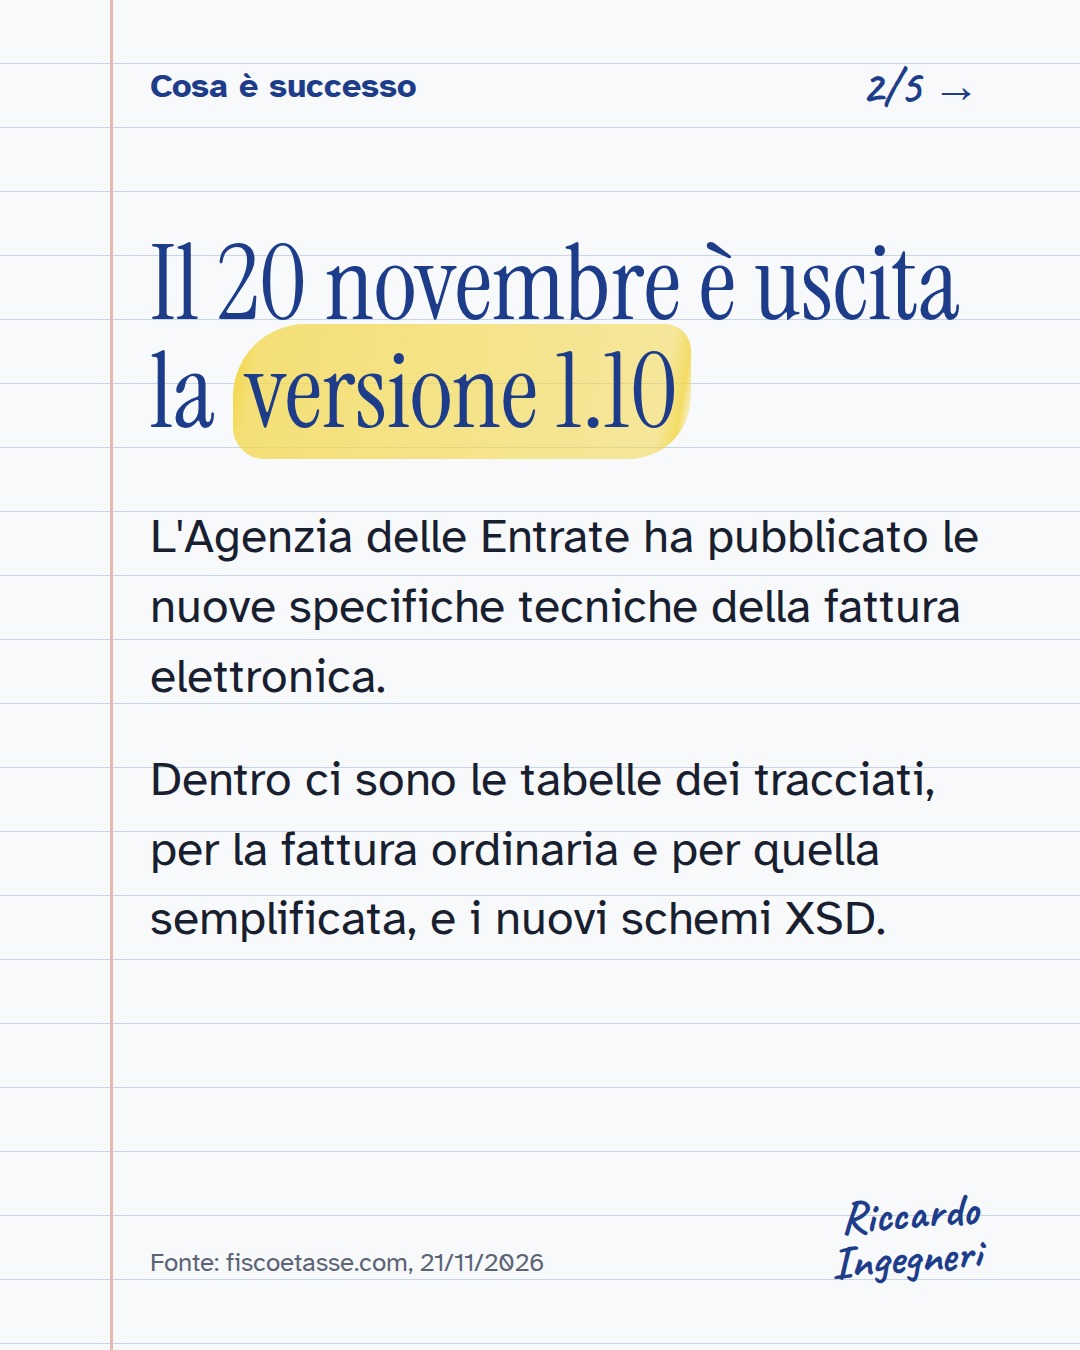 Cosa è successo
2/5 →
Il 20 novembre è uscita
la versione 1.10
L'Agenzia delle Entrate ha pubblicato le
nuove specifiche tecniche della fattura
elettronica.
Dentro ci sono le tabelle dei tracciati,
per la fattura ordinaria e per quella
semplificata, e i nuovi schemi XSD.
Fonte: fiscoetasse.com, 21/11/2026
Riccardo
Ingegneri